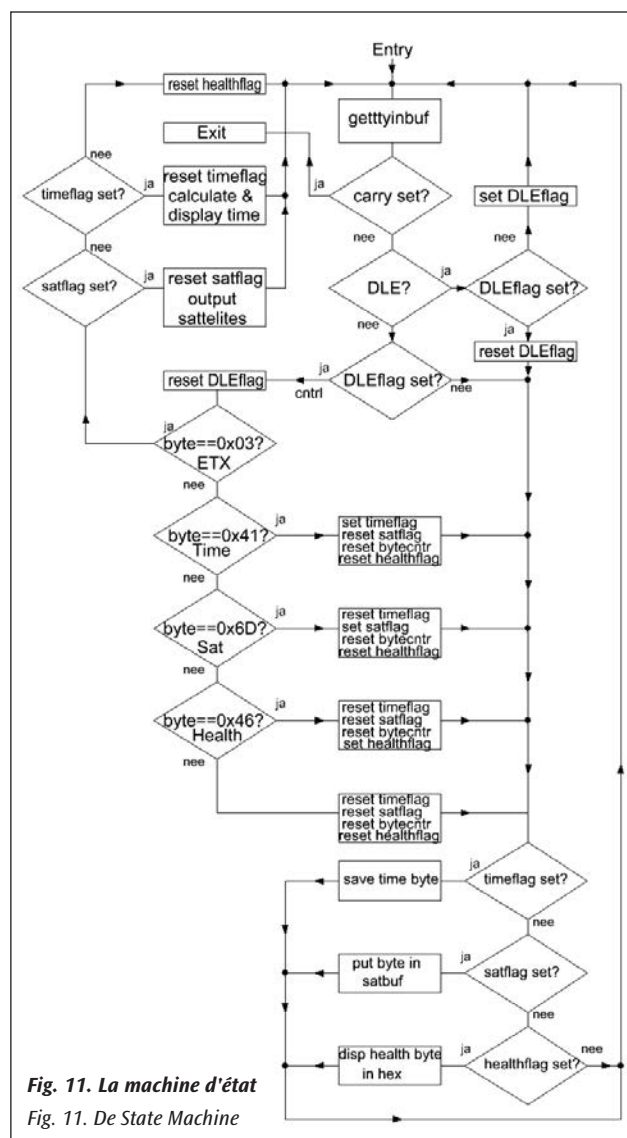 Entry
reset healthflag
getttyinbuf
Exit
nee
timeflag set?
ja
reset timeflag
calculate &
display time
ja
carry set?
set DLEflag
nee
nee
nee
satflag set?
ja
reset satflag
output
sattelites
DLE?
ja
DLEflag set?
nee
ja
reset DLEflag
reset DLEflag
ja
cntrl
DLEflag set?
nee
ja
byte==0x03?
ETX
nee
byte==0x41?
Time
ja
set timeflag
reset satflag
reset bytecntr
reset healthflag
nee
byte==0x6D?
Sat
ja
reset timeflag
set satflag
reset bytecntr
reset healthflag
nee
byte==0x46?
Health
ja
reset timeflag
reset satflag
reset bytecntr
set healthflag
nee
reset timeflag
reset satflag
reset bytecntr
reset healthflag
save time byte
ja
timeflag set?
nee
put byte in
satbuf
ja
satflag set?
nee
disp health byte
in hex
ja
healthflag set?
nee
Fig. 11. La machine d'état
Fig. 11. De State Machine